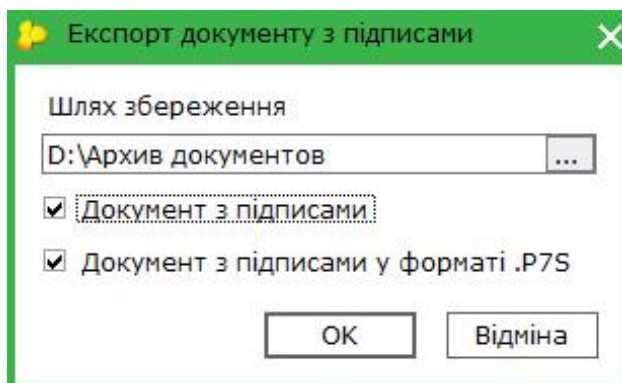 Експорт документу з підписами
Шлях збереження
D:\Архив документов
...
Документ з підписами
Документ з підписами у форматі .P7S
OK
Відміна